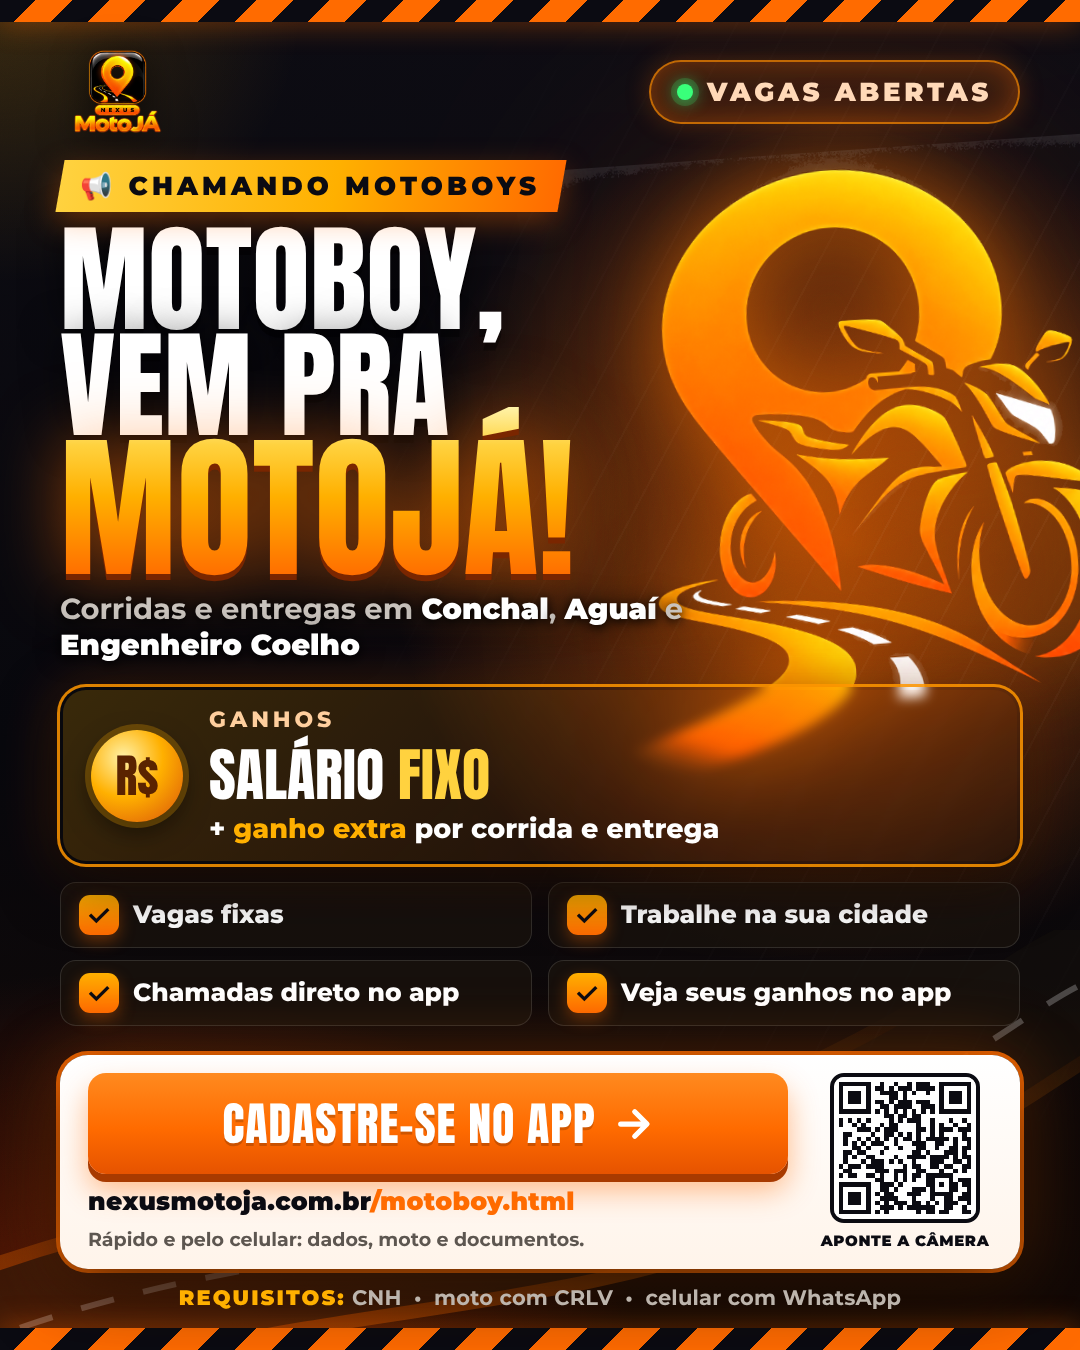 NEXUS
MotoJÁ
VAGAS ABERTAS
CHAMANDO MOTOBOYS
MOTOBOY,
VEM PRA
MOTOJÁ!
Corridas e entregas em Conchal, Aguaí e
Engenheiro Coelho
GANHOS
R$
SALÁRIO FIXO
+ ganho extra por corrida e entrega
Vagas fixas
Trabalhe na sua cidade
Chamadas direto no app
Veja seus ganhos no app
CADASTRE-SE NO APP →
nexusmotoja.com.br/motoboy.html
Rápido e pelo celular: dados, moto e documentos.
APONTE A CÂMERA
REQUISITOS: CNH • moto com CRLV • celular com WhatsApp